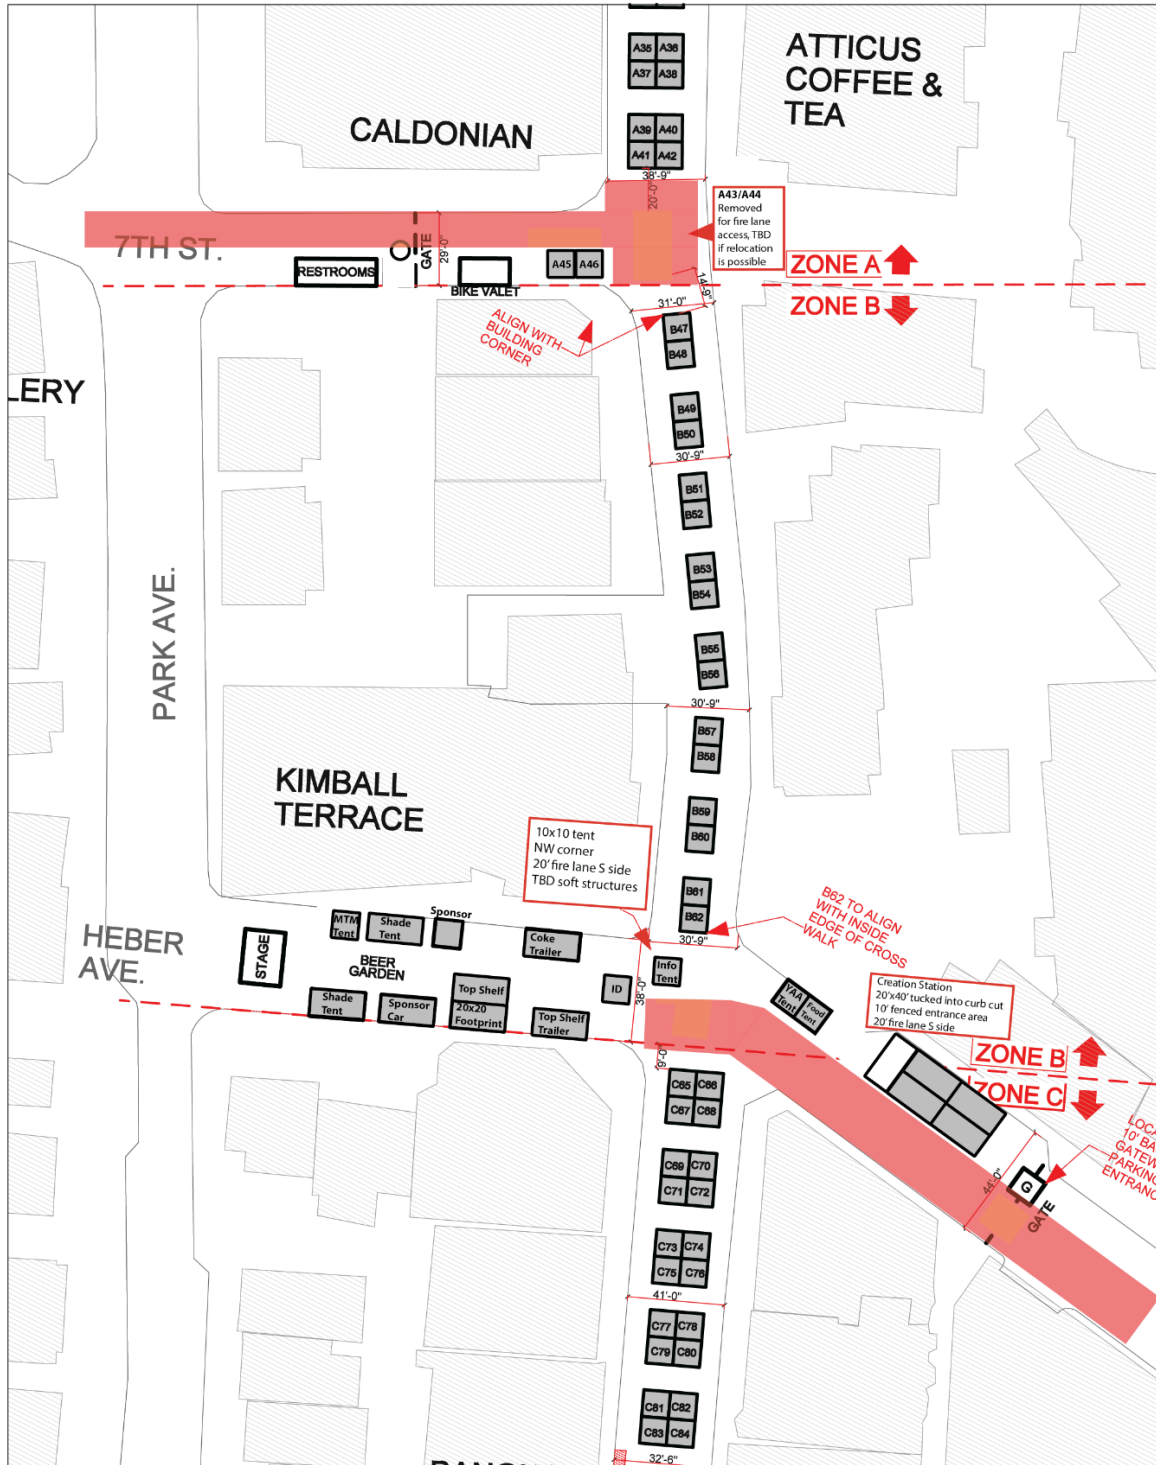 A35 A36
A37 A38
ATTICUS
COFFEE &
TEA
CALDONIAN
A39 A40
A41 A42
38'-9"
20'-0"
A43/A44
Removed
for fire lane
access, TBD
if relocation
is possible
7TH ST.
GATE
29'-0"
RESTROOMS
BIKE VALET
A45 A46
ZONE A
ZONE B
14'-9"
31'-0"
ALIGN WITH
BUILDING
CORNER
B47
B48
LERY
B49
B50
30'-9"
B51
B52
B53
B54
PARK AVE.
B55
B56
30'-9"
B57
B58
KIMBALL
TERRACE
B59
B60
10x10 tent
NW corner
20' fire lane S side
TBD soft structures
B61
B62
30'-9"
B62 TO ALIGN
WITH INSIDE
EDGE OF CROSS
WALK
HEBER
AVE.
STAGE
MTM
Tent
Shade
Tent
Sponsor
Coke
Trailer
BEER
GARDEN
Shade
Tent
Sponsor
Car
Top Shelf
20x20
Footprint
Top Shelf
Trailer
ID
38'-0"
Info
Tent
YAA
Tent
Food
Tent
Creation Station
20'x40' tucked into curb cut
10' fenced entrance area
20' fire lane S side
ZONE B
ZONE C
9'-0"
C65 C66
C67 C68
C69 C70
C71 C72
44'-0"
G
GATE
10' BA
GATEW
PARKING
ENTRANC
C73 C74
C75 C76
41'-0"
C77 C78
C79 C80
C81 C82
C83 C84
32'-6"